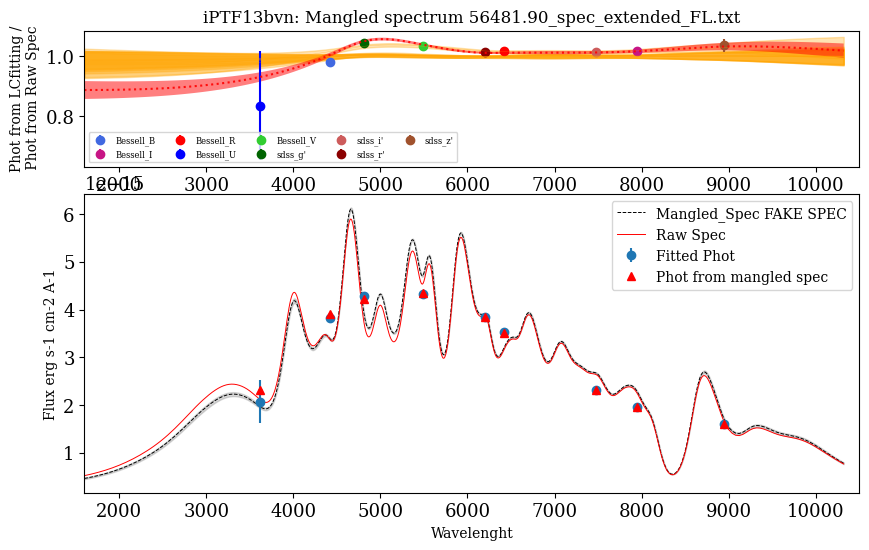 iPTF13bvn: Mangled spectrum 56481.90_spec_extended_FL.txt
Phot from LCfitting /
Phot from Raw Spec
1.0
0.8
Bessell_B Bessell_R Bessell_V sdss_i' sdss_z'
Bessell_I Bessell_U sdss_g' sdss_r'
2000 3000 4000 5000 6000 7000 8000 9000 10000
1e−15
Flux erg s-1 cm-2 A-1
6
5
4
3
2
1
Mangled_Spec FAKE SPEC
Raw Spec
Fitted Phot
Phot from mangled spec
2000 3000 4000 5000 6000 7000 8000 9000 10000
Wavelenght